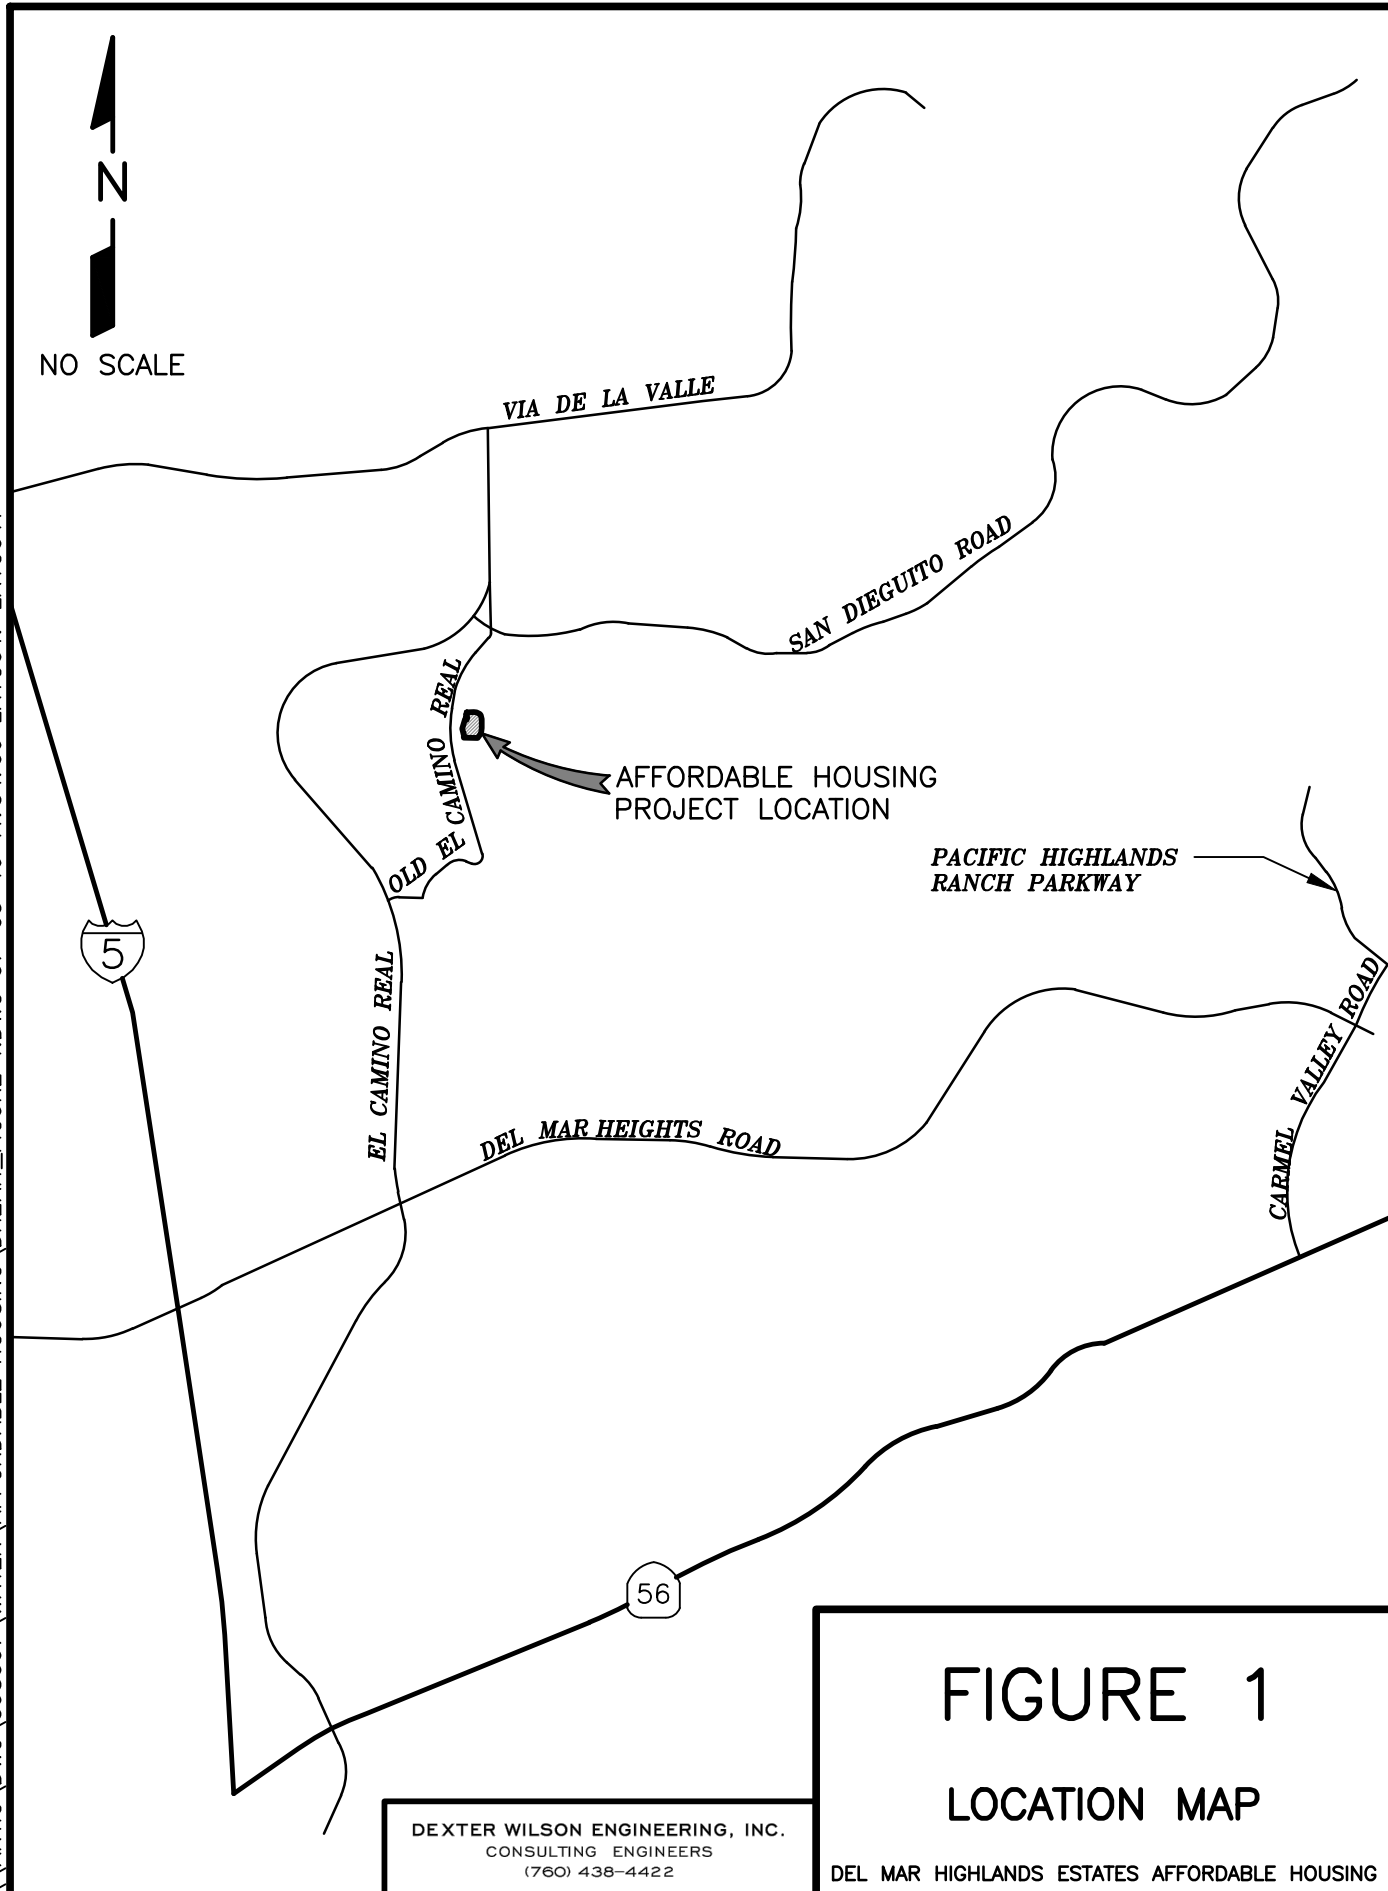 N
NO SCALE
VIA DE LA VALLE
SAN DIEGUITO ROAD
OLD EL CAMINO REAL
AFFORDABLE HOUSING
PROJECT LOCATION
PACIFIC HIGHLANDS
RANCH PARKWAY
5
EL CAMINO REAL
CARMEL VALLEY ROAD
DEL MAR HEIGHTS ROAD
56
FIGURE 1
LOCATION MAP
DEL MAR HIGHLANDS ESTATES AFFORDABLE HOUSING
DEXTER WILSON ENGINEERING, INC.
CONSULTING ENGINEERS
(760) 438-4422